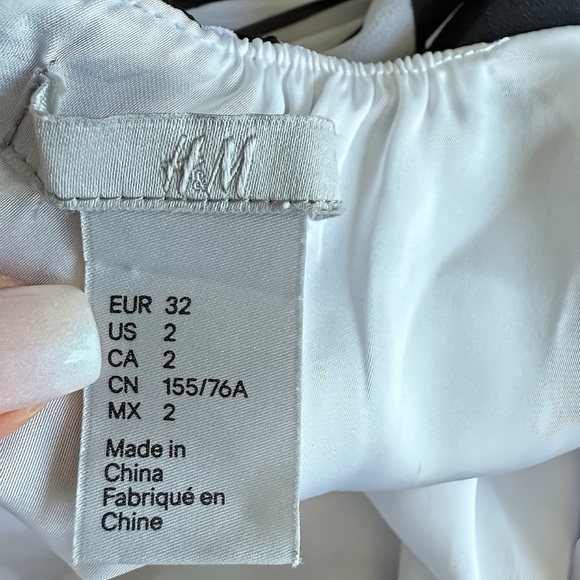 H&M
EUR 32
US 2
CA 2
CN 155/76A
MX 2
Made in
China
Fabriqué en
Chine